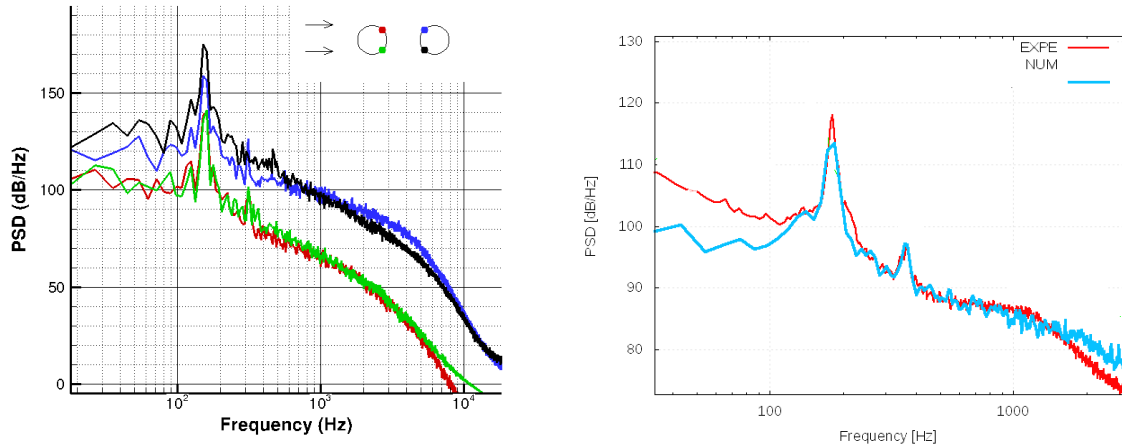 150
100
50
0
PSD (dB/Hz)
10²
10³
10⁴
Frequency (Hz)
130
120
110
100
90
80
PSD [dB/Hz]
EXPE
NUM
100
1000
Frequency [Hz]